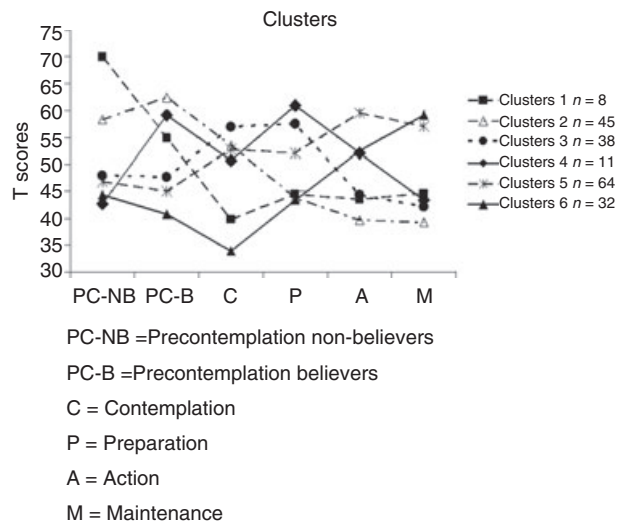 Clusters
75
70
65
60
55
50
45
40
35
30
T scores
PC-NB PC-B C P A M
Clusters 1 n = 8
Clusters 2 n = 45
Clusters 3 n = 38
Clusters 4 n = 11
Clusters 5 n = 64
Clusters 6 n = 32
PC-NB =Precontemplation non-believers
PC-B =Precontemplation believers
C = Contemplation
P = Preparation
A = Action
M = Maintenance